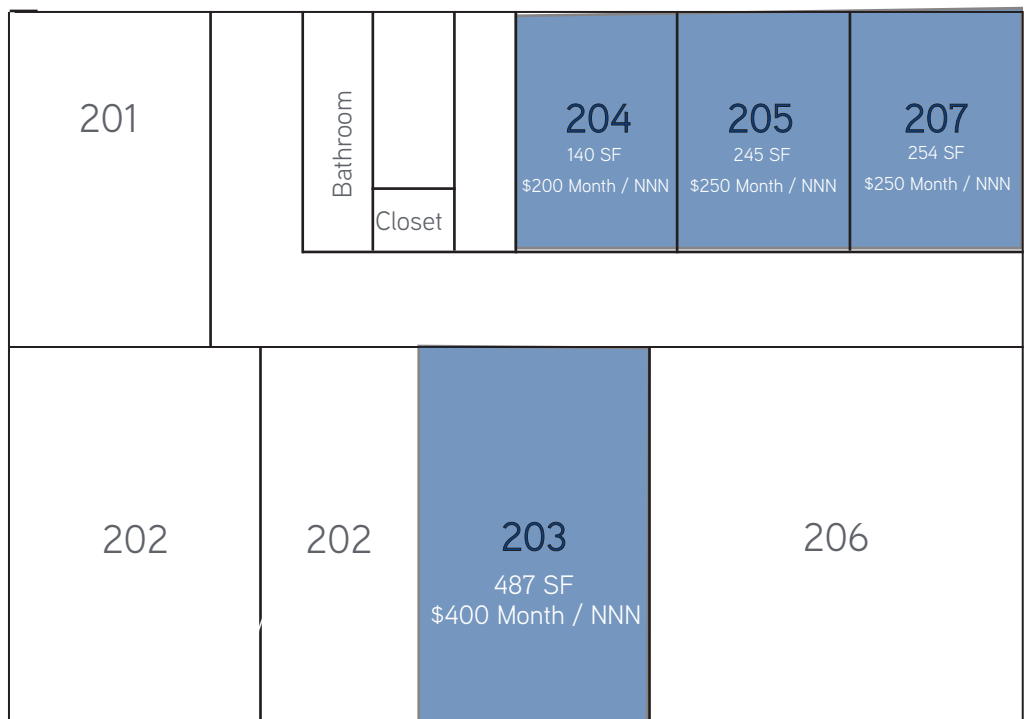 201
Bathroom
Closet
204
140 SF
$200 Month / NNN
205
245 SF
$250 Month / NNN
207
254 SF
$250 Month / NNN
202
202
203
487 SF
$400 Month / NNN
206